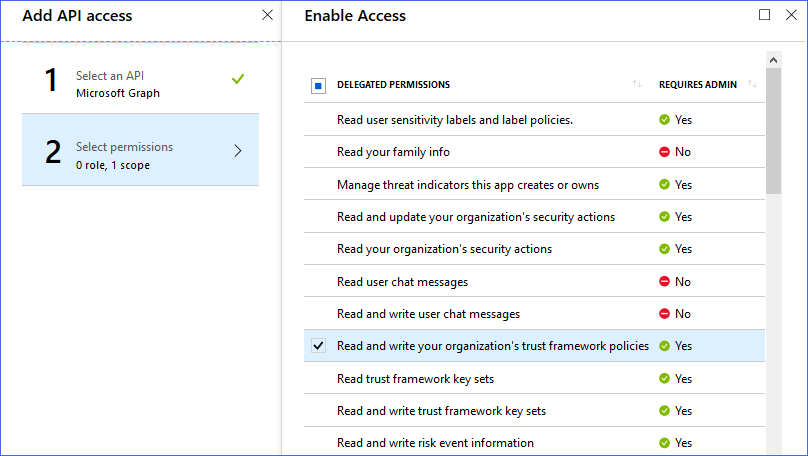 Add API access
Enable Access
1
Select an API
Microsoft Graph
2
Select permissions
0 role, 1 scope
DELEGATED PERMISSIONS REQUIRES ADMIN
Read user sensitivity labels and label policies. Yes
Read your family info No
Manage threat indicators this app creates or owns Yes
Read and update your organization's security actions Yes
Read your organization's security actions Yes
Read user chat messages No
Read and write user chat messages No
Read and write your organization's trust framework policies Yes
Read trust framework key sets Yes
Read and write trust framework key sets Yes
Read and write risk event information Yes